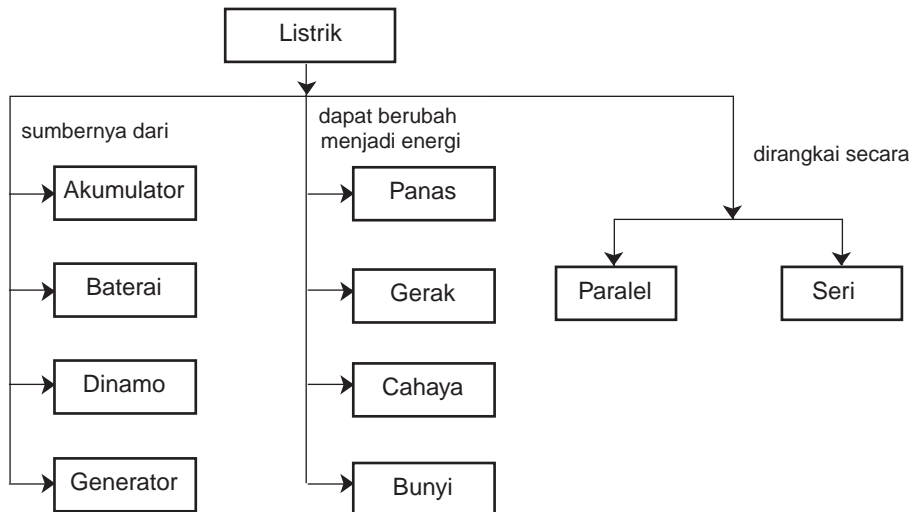 Listrik
sumbernya dari
Akumulator
Baterai
Dinamo
Generator
dapat berubah
menjadi energi
Panas
Gerak
Cahaya
Bunyi
dirangkai secara
Paralel
Seri